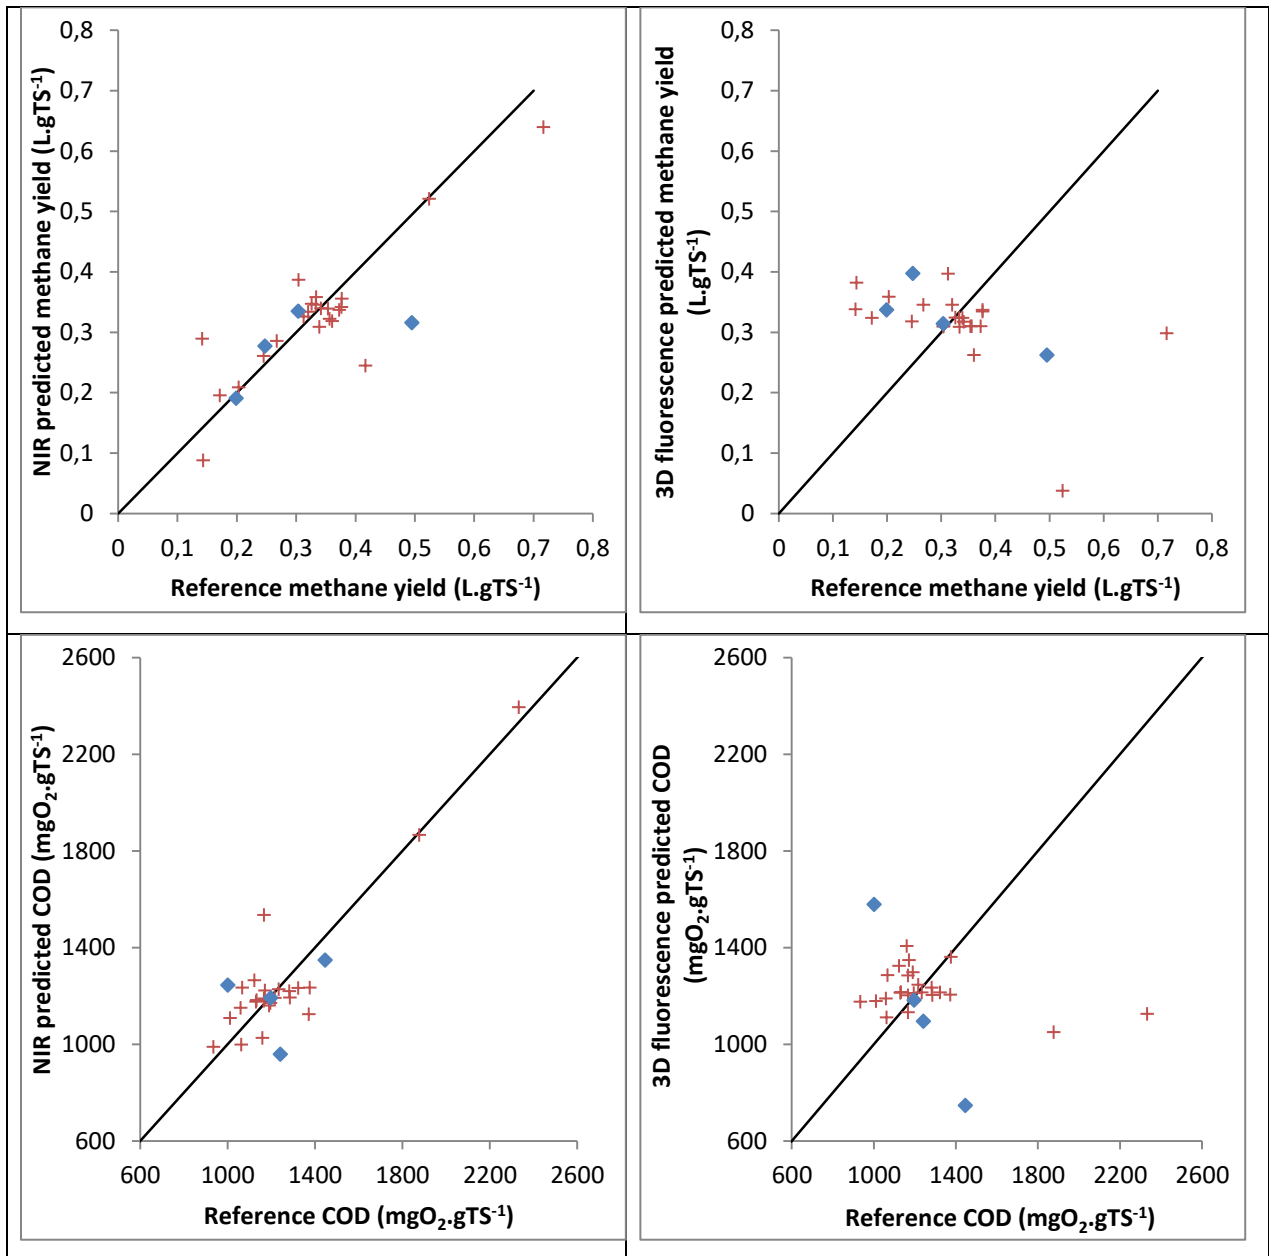 NIR predicted methane yield (L.gTS⁻¹)
0,8
0,7
0,6
0,5
0,4
0,3
0,2
0,1
0
0 0,1 0,2 0,3 0,4 0,5 0,6 0,7 0,8
Reference methane yield (L.gTS⁻¹)
3D fluorescence predicted methane yield
(L.gTS⁻¹)
0,8
0,7
0,6
0,5
0,4
0,3
0,2
0,1
0
0 0,1 0,2 0,3 0,4 0,5 0,6 0,7 0,8
Reference methane yield (L.gTS⁻¹)
NIR predicted COD (mgO₂.gTS⁻¹)
2600
2200
1800
1400
1000
600
600 1000 1400 1800 2200 2600
Reference COD (mgO₂.gTS⁻¹)
3D fluorescence predicted COD
(mgO₂.gTS⁻¹)
2600
2200
1800
1400
1000
600
600 1000 1400 1800 2200 2600
Reference COD (mgO₂.gTS⁻¹)